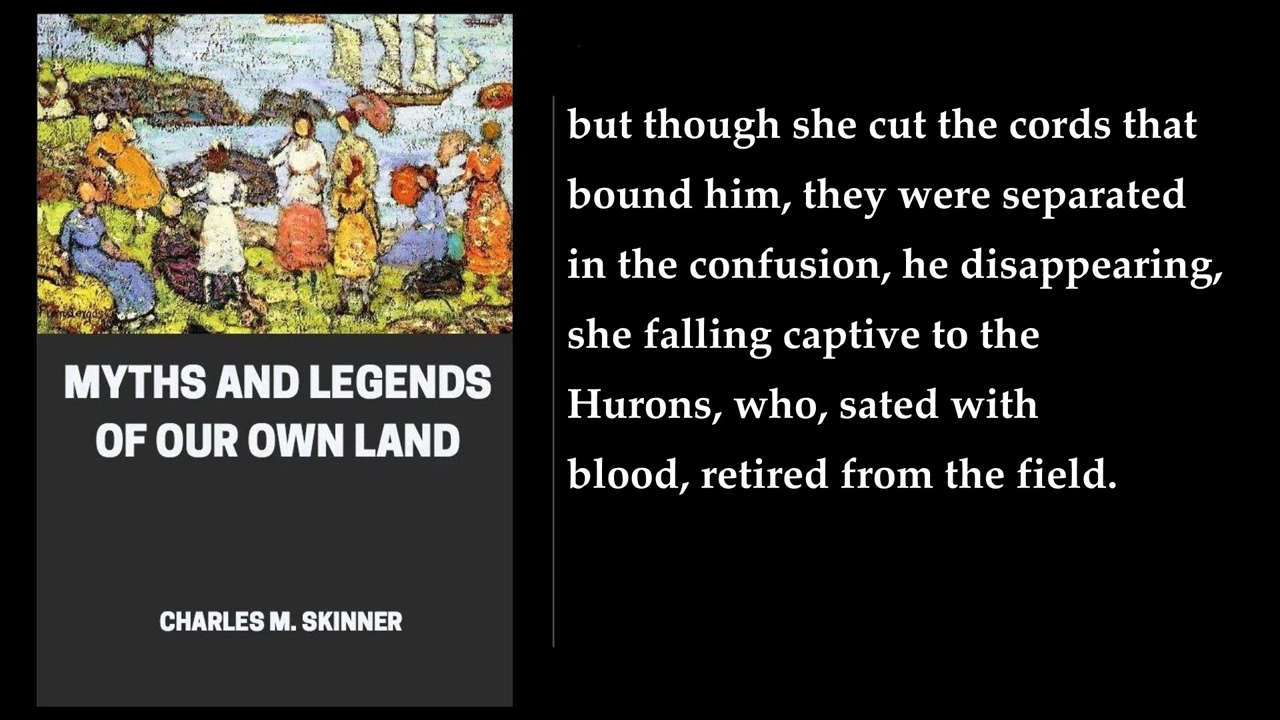 MYTHS AND LEGENDS
OF OUR OWN LAND
CHARLES M. SKINNER
but though she cut the cords that
bound him, they were separated
in the confusion, he disappearing,
she falling captive to the
Hurons, who, sated with
blood, retired from the field.